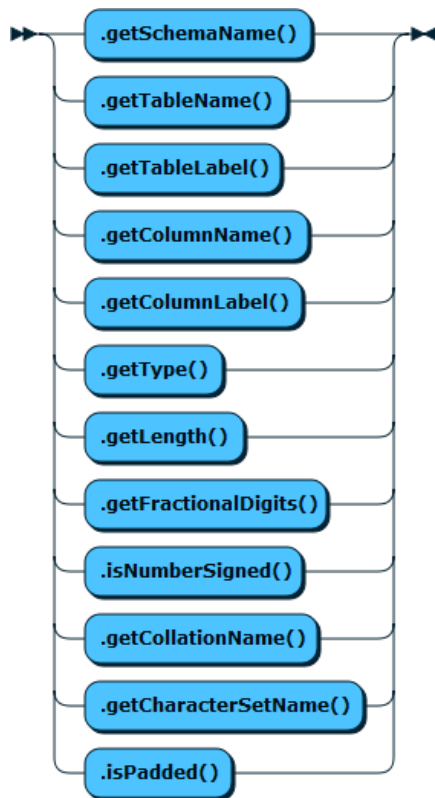 .getSchemaName()
.getTableName()
.getTableLabel()
.getColumnName()
.getColumnLabel()
.getType()
.getLength()
.getFractionalDigits()
.isNumberSigned()
.getCollationName()
.getCharacterSetName()
.isPadded()